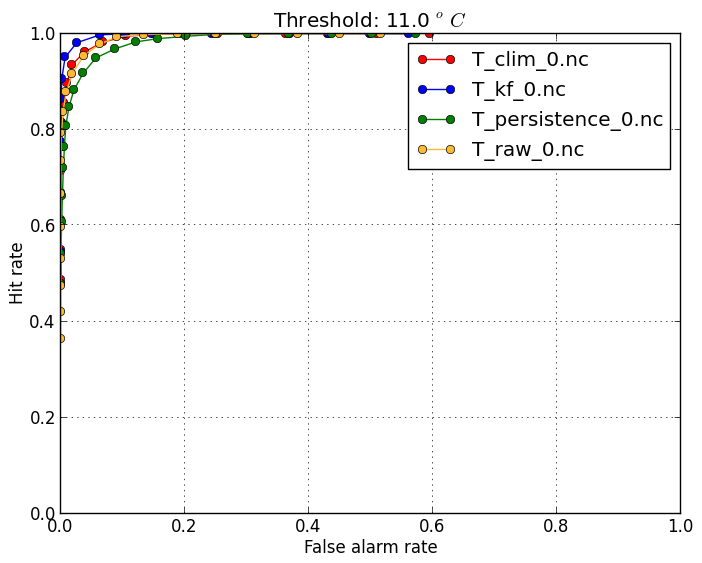 Threshold: 11.0 ° C
1.0
0.8
0.6
0.4
0.2
0.0
Hit rate
T_clim_0.nc
T_kf_0.nc
T_persistence_0.nc
T_raw_0.nc
0.0 0.2 0.4 0.6 0.8 1.0
False alarm rate